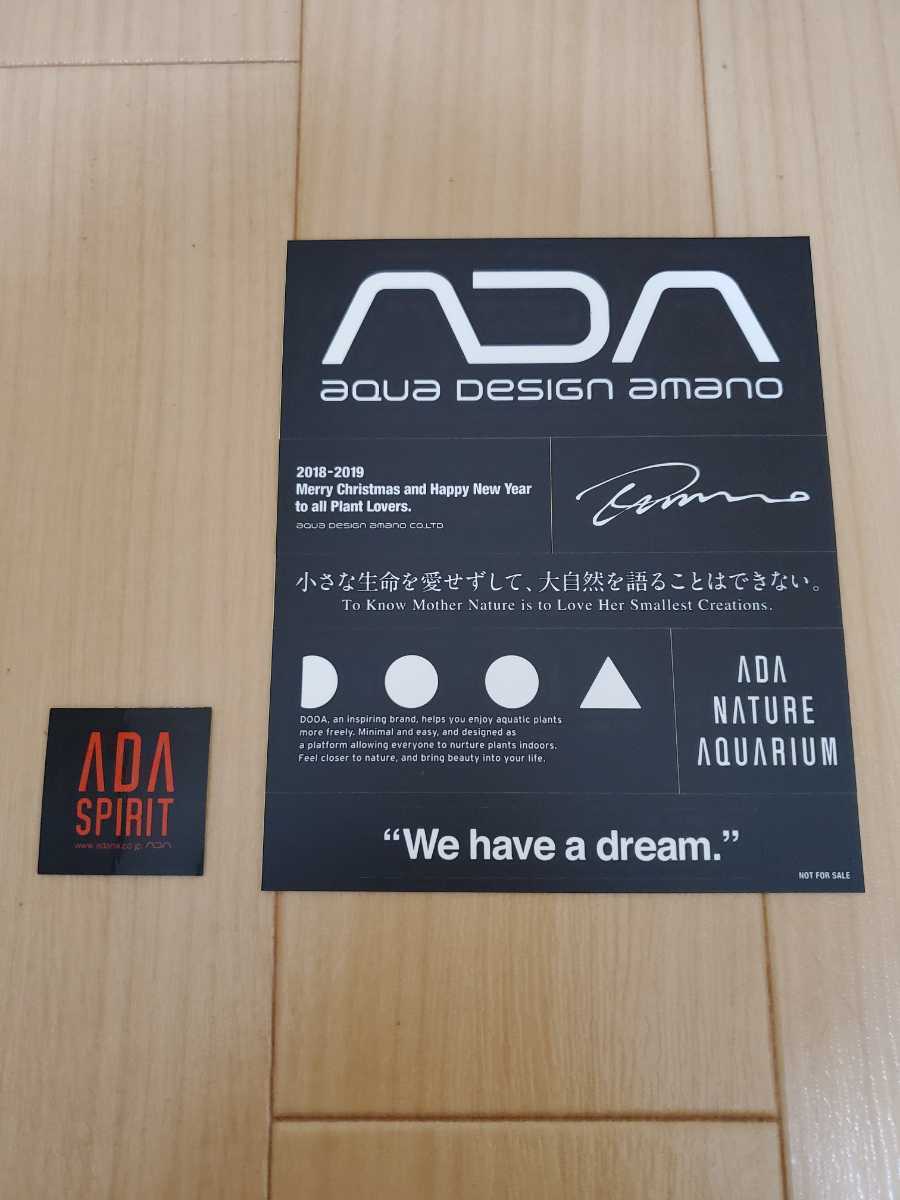 ADA
aqua Design amano
2018-2019
Merry Christmas and Happy New Year
to all Plant Lovers.
aqua Design amano CO.,LTD
小さな生命を愛せずして、大自然を語ることはできない。
To Know Mother Nature is to Love Her Smallest Creations.
DOOA
DOOA, an inspiring brand, helps you enjoy aquatic plants
more freely. Minimal and easy, and designed as
a platform allowing everyone to nurture plants indoors.
Feel closer to nature, and bring beauty into your life.
ADA
NATURE
AQUARIUM
“We have a dream.”
NOT FOR SALE
ADA
SPIRIT
www.adana.co.jp ADA